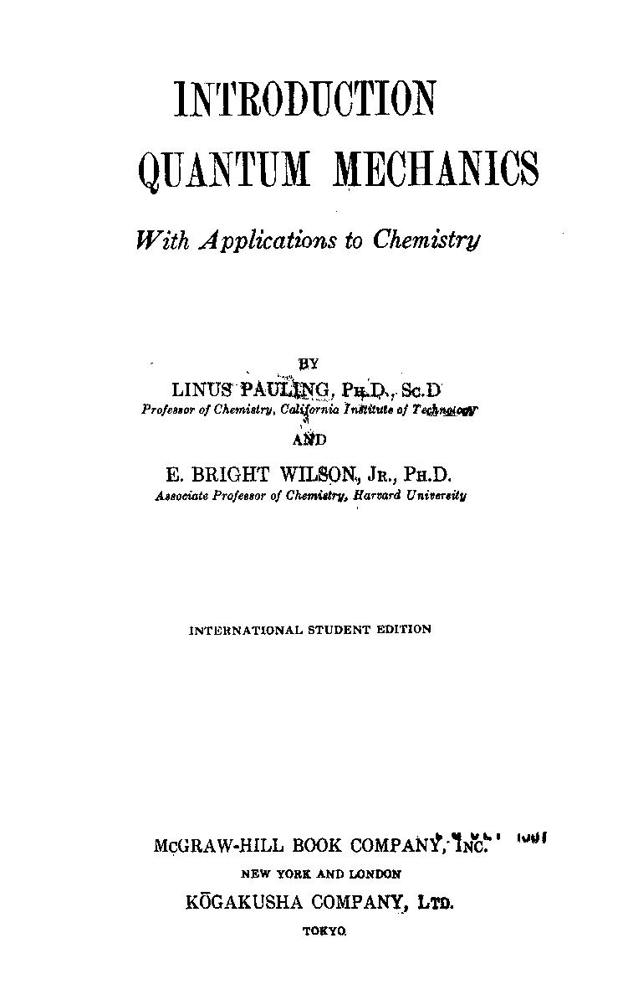 INTRODUCTION
QUANTUM MECHANICS
With Applications to Chemistry
BY
LINUS PAULING, PH.D., SC.D
Professor of Chemistry, California Institute of Technology
AND
E. BRIGHT WILSON, JR., PH.D.
Associate Professor of Chemistry, Harvard University
INTERNATIONAL STUDENT EDITION
MCGRAW-HILL BOOK COMPANY, INC.
NEW YORK AND LONDON
KŌGAKUSHA COMPANY, LTD.
TOKYO